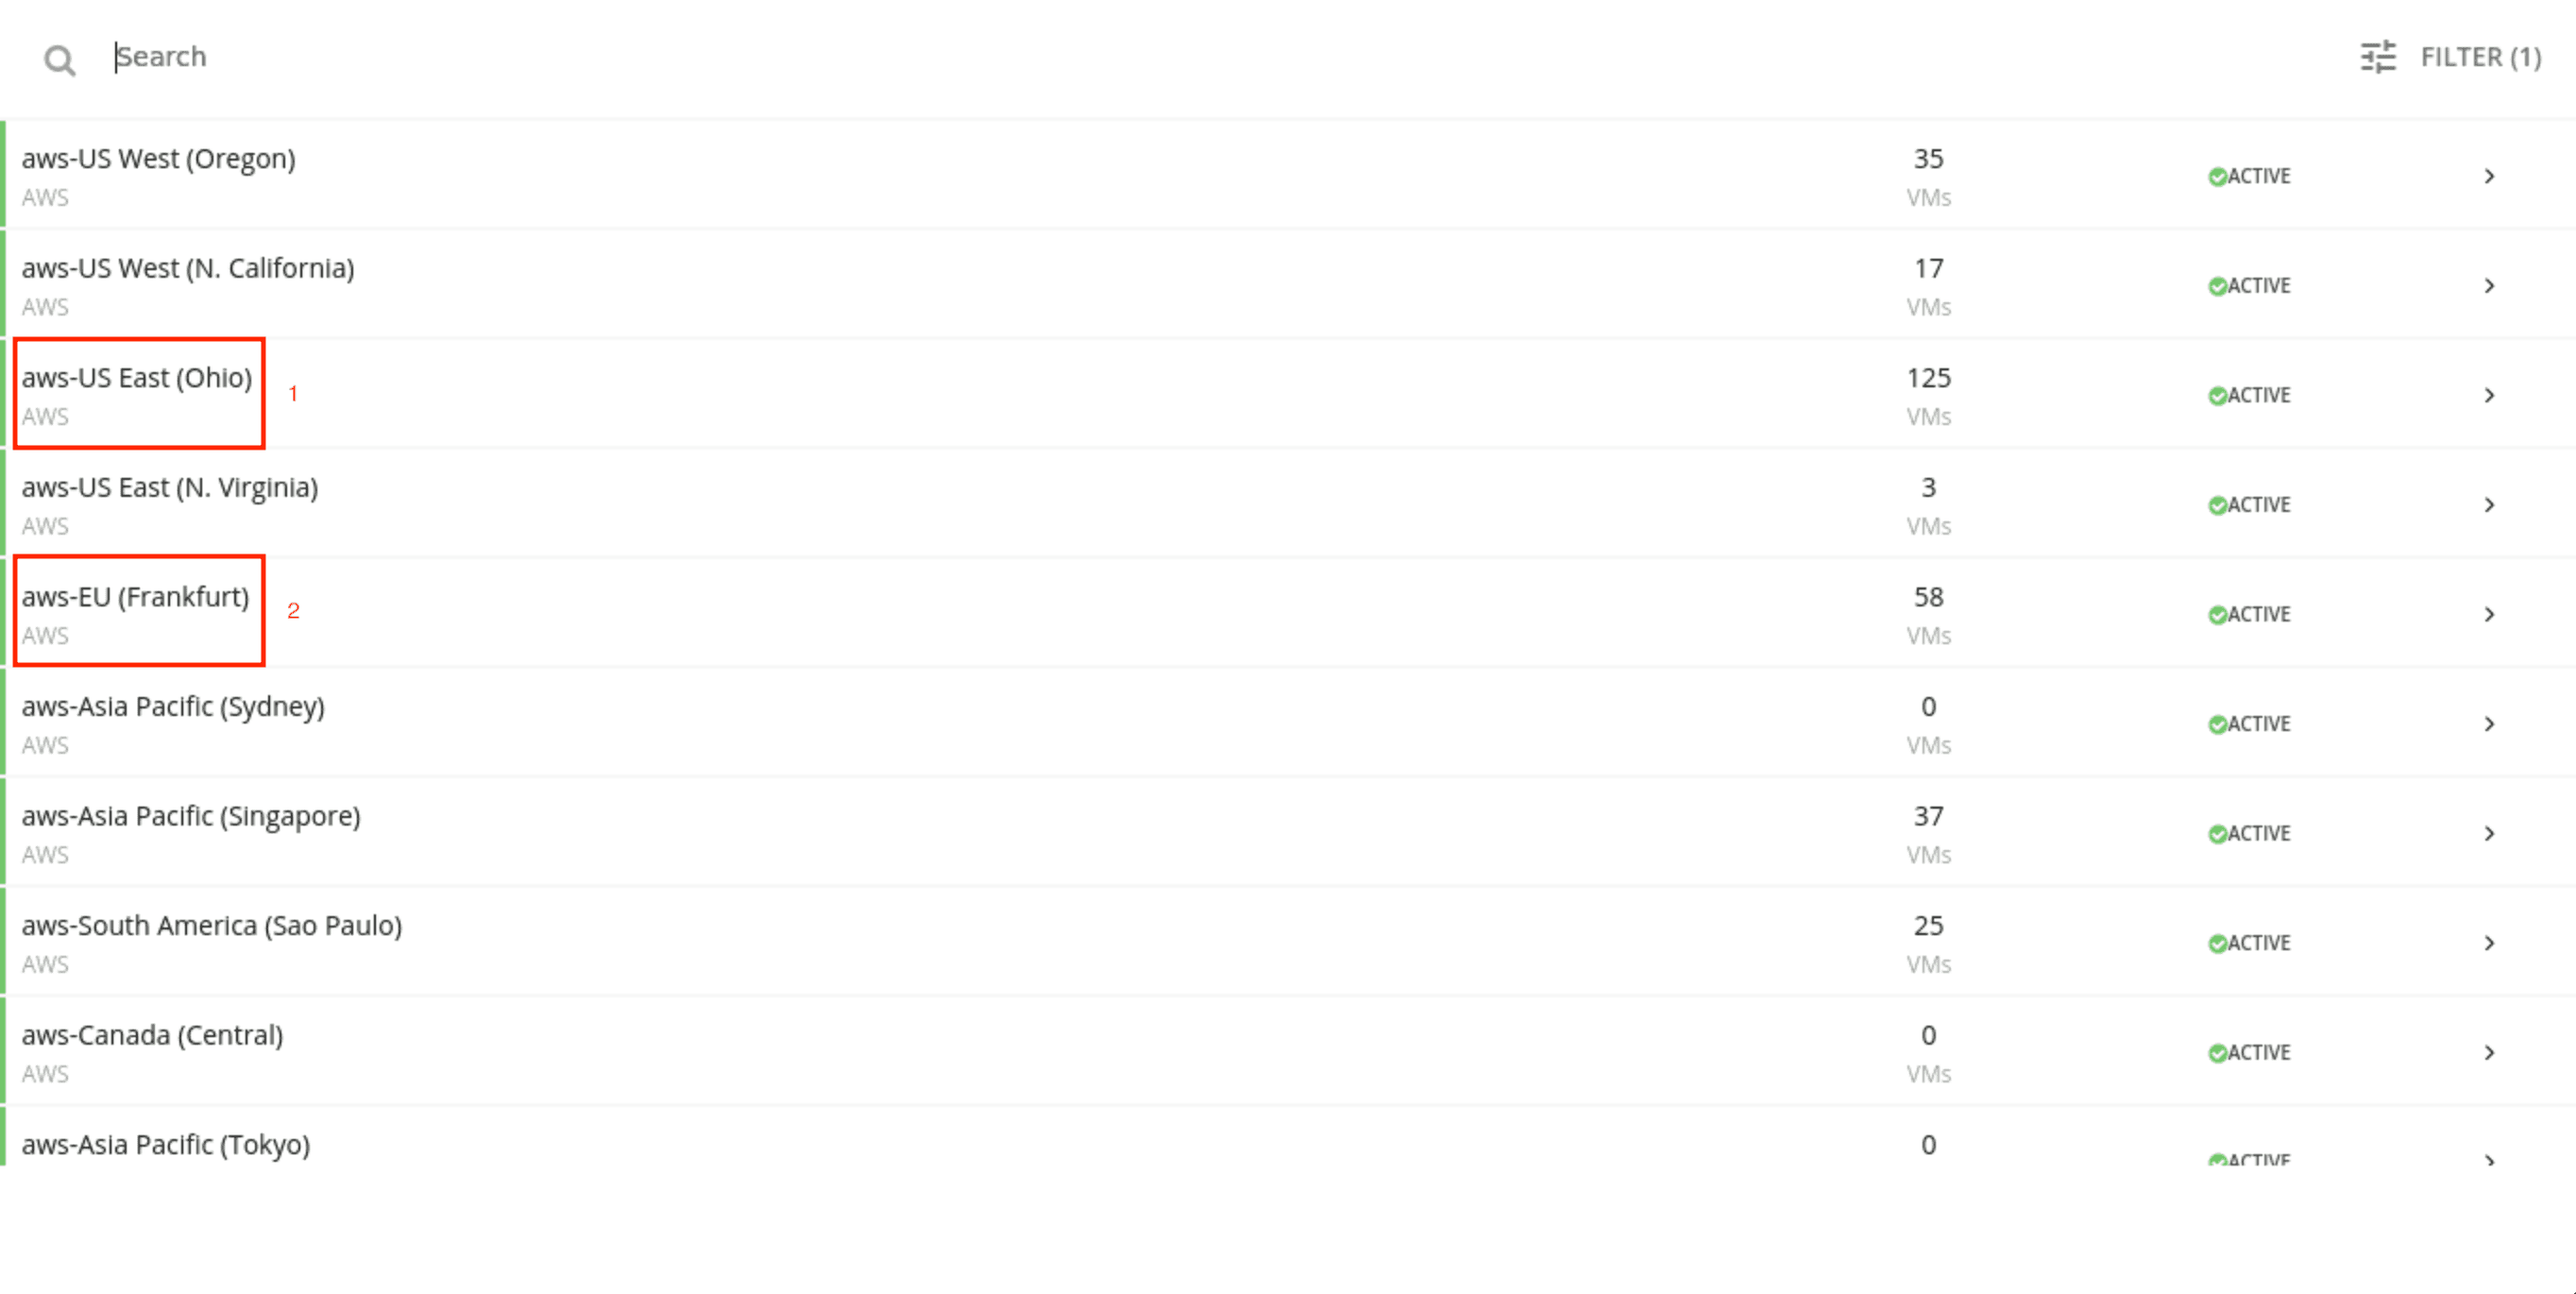 Search
FILTER (1)
aws-US West (Oregon)
35
AWS
VMs
ACTIVE
aws-US West (N. California)
17
AWS
VMs
ACTIVE
aws-US East (Ohio)
1
125
AWS
VMs
ACTIVE
aws-US East (N. Virginia)
3
AWS
VMs
ACTIVE
aws-EU (Frankfurt)
2
58
AWS
VMs
ACTIVE
aws-Asia Pacific (Sydney)
0
AWS
VMs
ACTIVE
aws-Asia Pacific (Singapore)
37
AWS
VMs
ACTIVE
aws-South America (Sao Paulo)
25
AWS
VMs
ACTIVE
aws-Canada (Central)
0
AWS
VMs
ACTIVE
aws-Asia Pacific (Tokyo)
0
ACTIVE